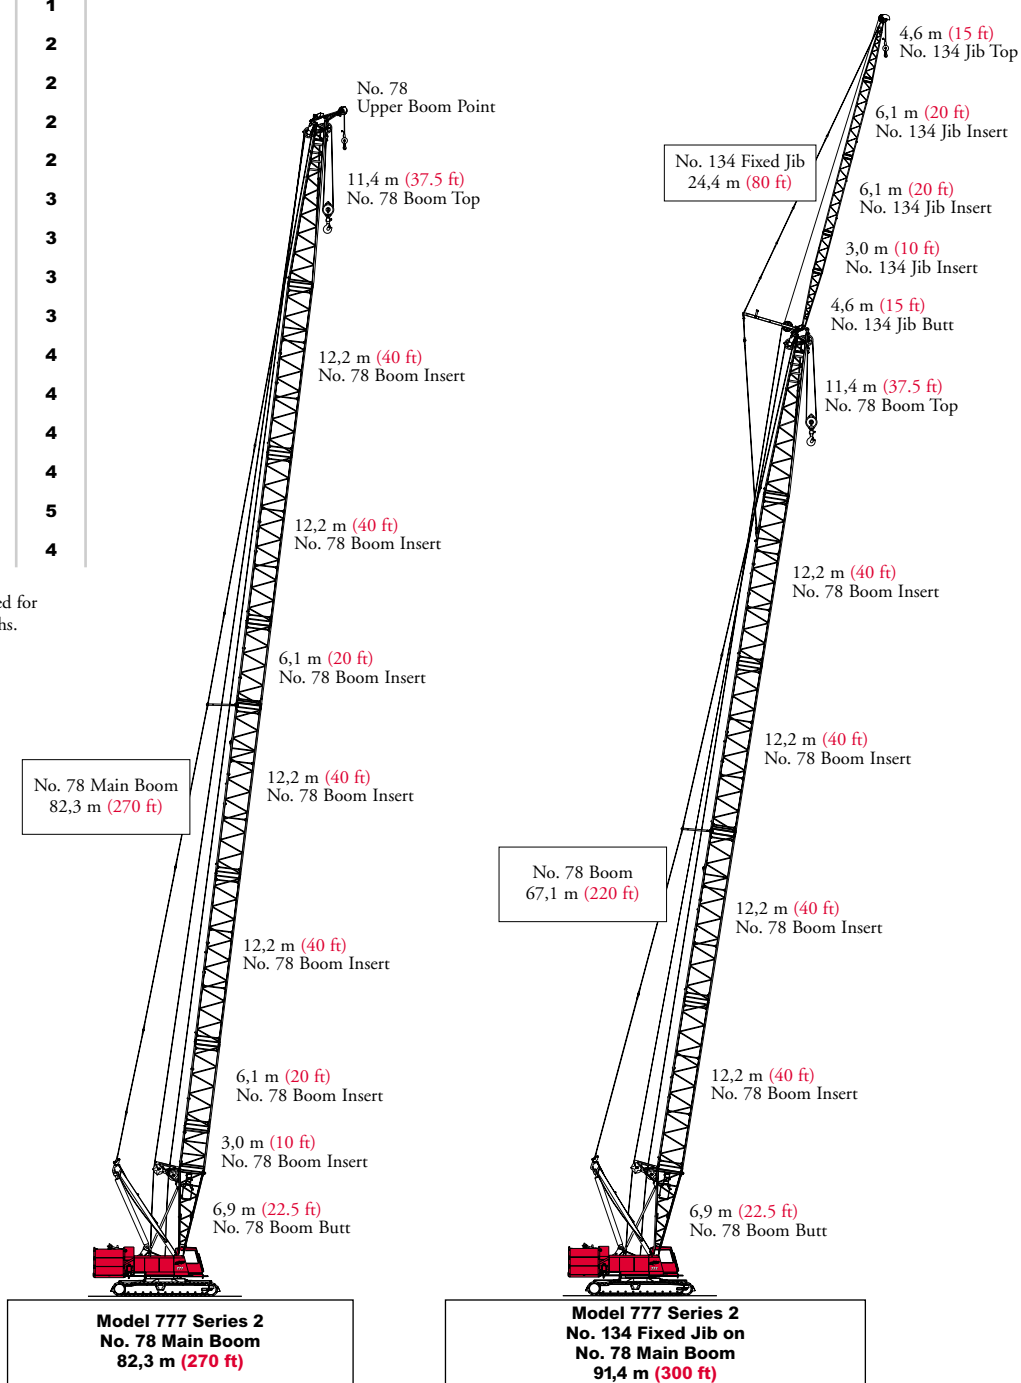 1
2
2
2
2
3
3
3
3
4
4
4
4
5
4
ed for
hs.
No. 78
Upper Boom Point
11,4 m (37.5 ft)
No. 78 Boom Top
12,2 m (40 ft)
No. 78 Boom Insert
12,2 m (40 ft)
No. 78 Boom Insert
6,1 m (20 ft)
No. 78 Boom Insert
No. 78 Main Boom
82,3 m (270 ft)
12,2 m (40 ft)
No. 78 Boom Insert
12,2 m (40 ft)
No. 78 Boom Insert
6,1 m (20 ft)
No. 78 Boom Insert
3,0 m (10 ft)
No. 78 Boom Insert
6,9 m (22.5 ft)
No. 78 Boom Butt
777
Model 777 Series 2
No. 78 Main Boom
82,3 m (270 ft)
4,6 m (15 ft)
No. 134 Jib Top
6,1 m (20 ft)
No. 134 Jib Insert
No. 134 Fixed Jib
24,4 m (80 ft)
6,1 m (20 ft)
No. 134 Jib Insert
3,0 m (10 ft)
No. 134 Jib Insert
4,6 m (15 ft)
No. 134 Jib Butt
11,4 m (37.5 ft)
No. 78 Boom Top
12,2 m (40 ft)
No. 78 Boom Insert
12,2 m (40 ft)
No. 78 Boom Insert
No. 78 Boom
67,1 m (220 ft)
12,2 m (40 ft)
No. 78 Boom Insert
12,2 m (40 ft)
No. 78 Boom Insert
6,9 m (22.5 ft)
No. 78 Boom Butt
777
Model 777 Series 2
No. 134 Fixed Jib on
No. 78 Main Boom
91,4 m (300 ft)